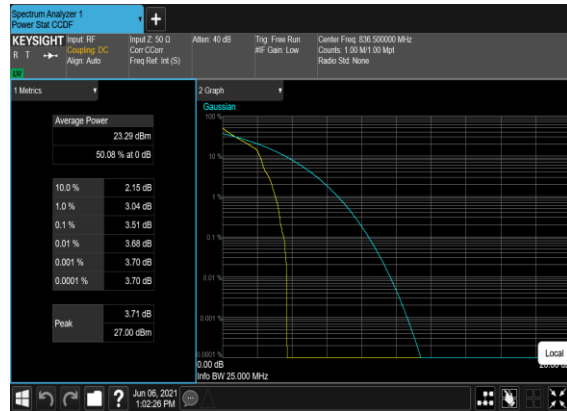 Spectrum Analyzer 1
Power Stat CCDF
KEYSIGHT
R T
LV
Input: RF
Coupling: DC
Align: Auto
Input Z: 50 Ω
Corr CCorr
Freq Ref: Int (S)
Atten: 40 dB
Trig: Free Run
#IF Gain: Low
Center Freq: 836.500000 MHz
Counts: 1.00 M/1.00 Mpt
Radio Std: None
1 Metrics
Average Power
23.29 dBm
50.08 % at 0 dB
10.0 % 2.15 dB
1.0 % 3.04 dB
0.1 % 3.51 dB
0.01 % 3.68 dB
0.001 % 3.70 dB
0.0001 % 3.70 dB
Peak
3.71 dB
27.00 dBm
2 Graph
Gaussian
100 %
10 %
1 %
0.1 %
0.01 %
0.001 %
0.0001 %
0.00 dB
Info BW 25.000 MHz
Local
Jun 06, 2021
1:02:26 PM